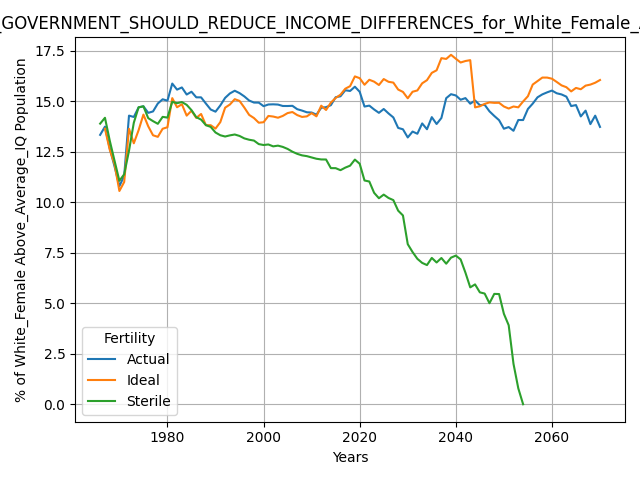 _GOVERNMENT_SHOULD_REDUCE_INCOME_DIFFERENCES_for_White_Female_
% of White_Female Above_Average_IQ Population
17.5
15.0
12.5
10.0
7.5
5.0
2.5
0.0
Fertility
Actual
Ideal
Sterile
1980
2000
2020
2040
2060
Years